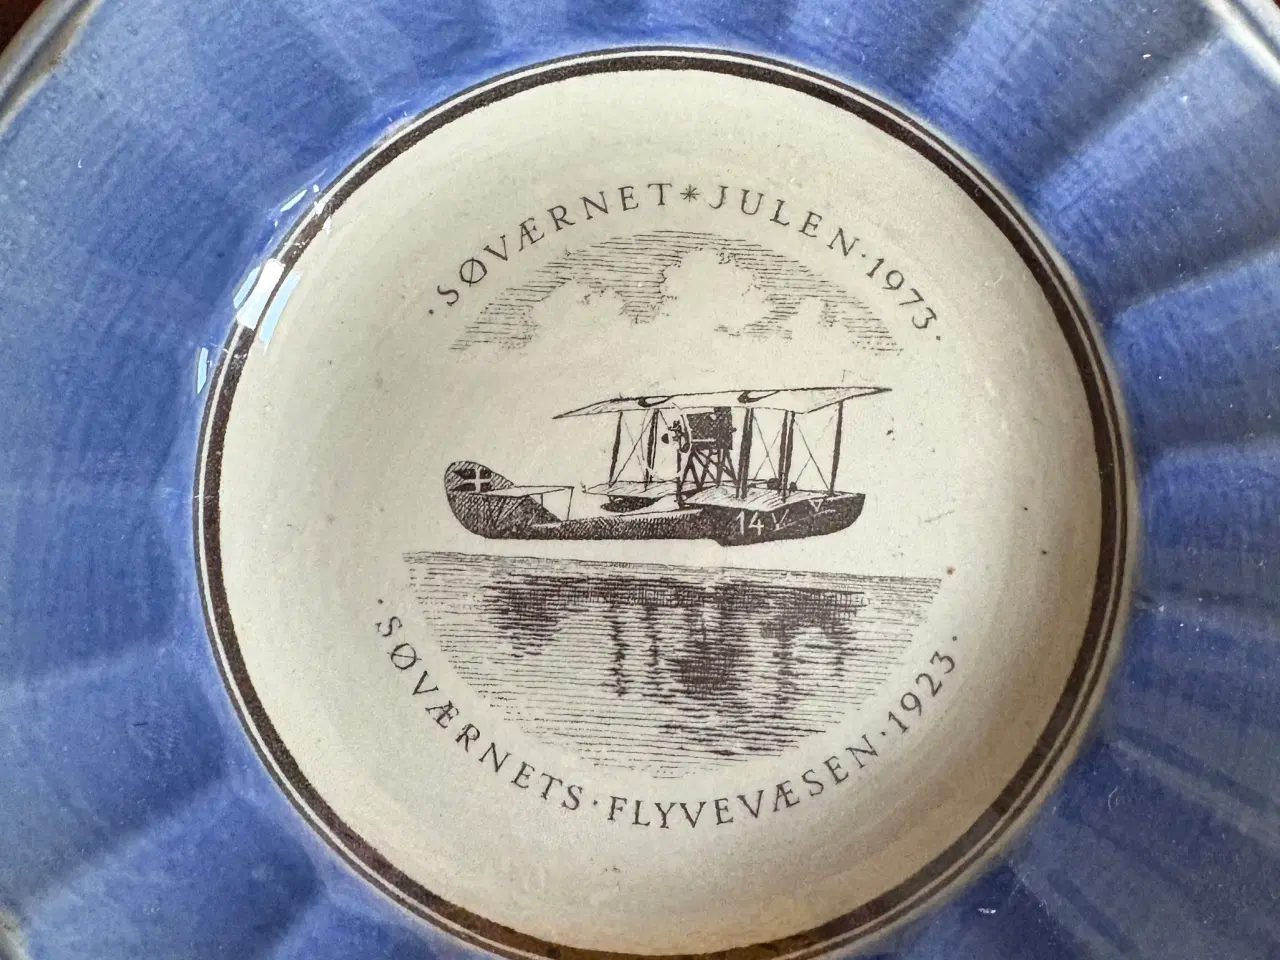 · SØVÆRNET * JULEN · 1973 ·
14
· SØVÆRNETS · FLYVEVÆSEN · 1923 ·